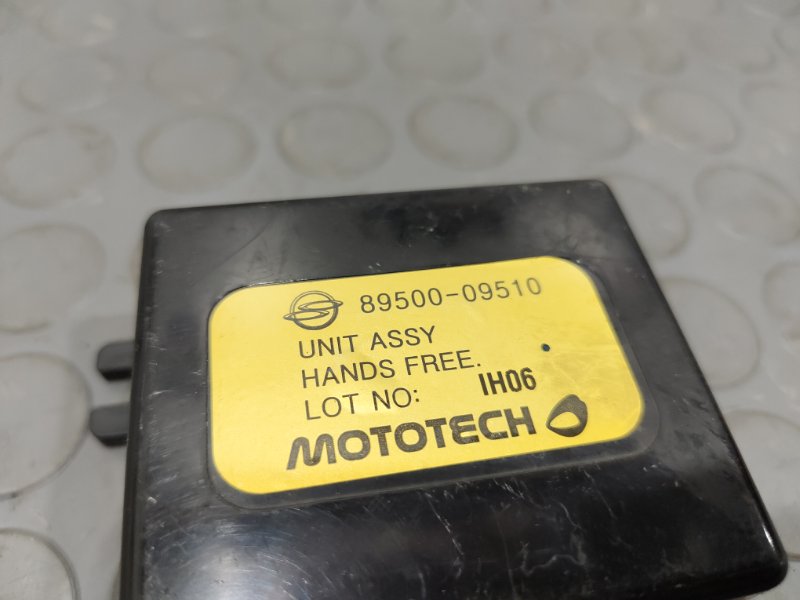 89500-09510
UNIT ASSY
HANDS FREE.
LOT NO: IH06
MOTOTECH